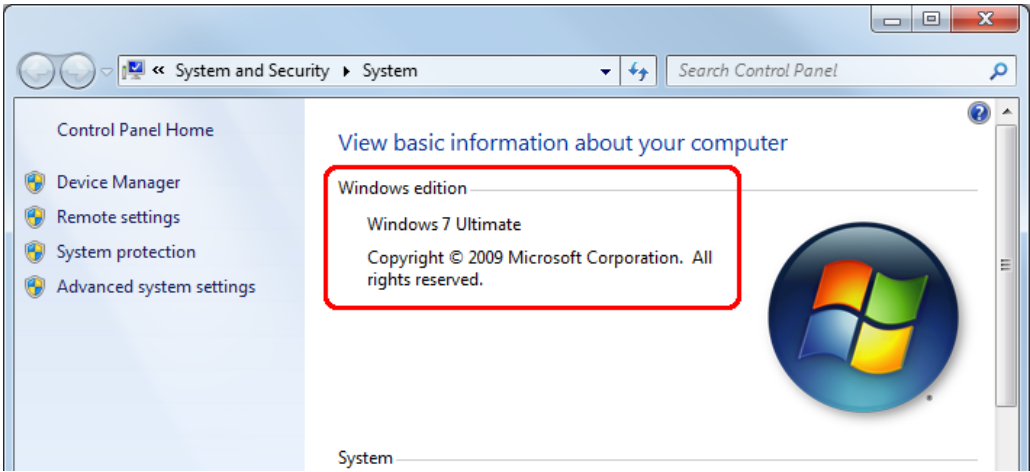 « System and Security ▸ System
Search Control Panel
Control Panel Home
Device Manager
Remote settings
System protection
Advanced system settings
View basic information about your computer
Windows edition
Windows 7 Ultimate
Copyright © 2009 Microsoft Corporation. All
rights reserved.
System